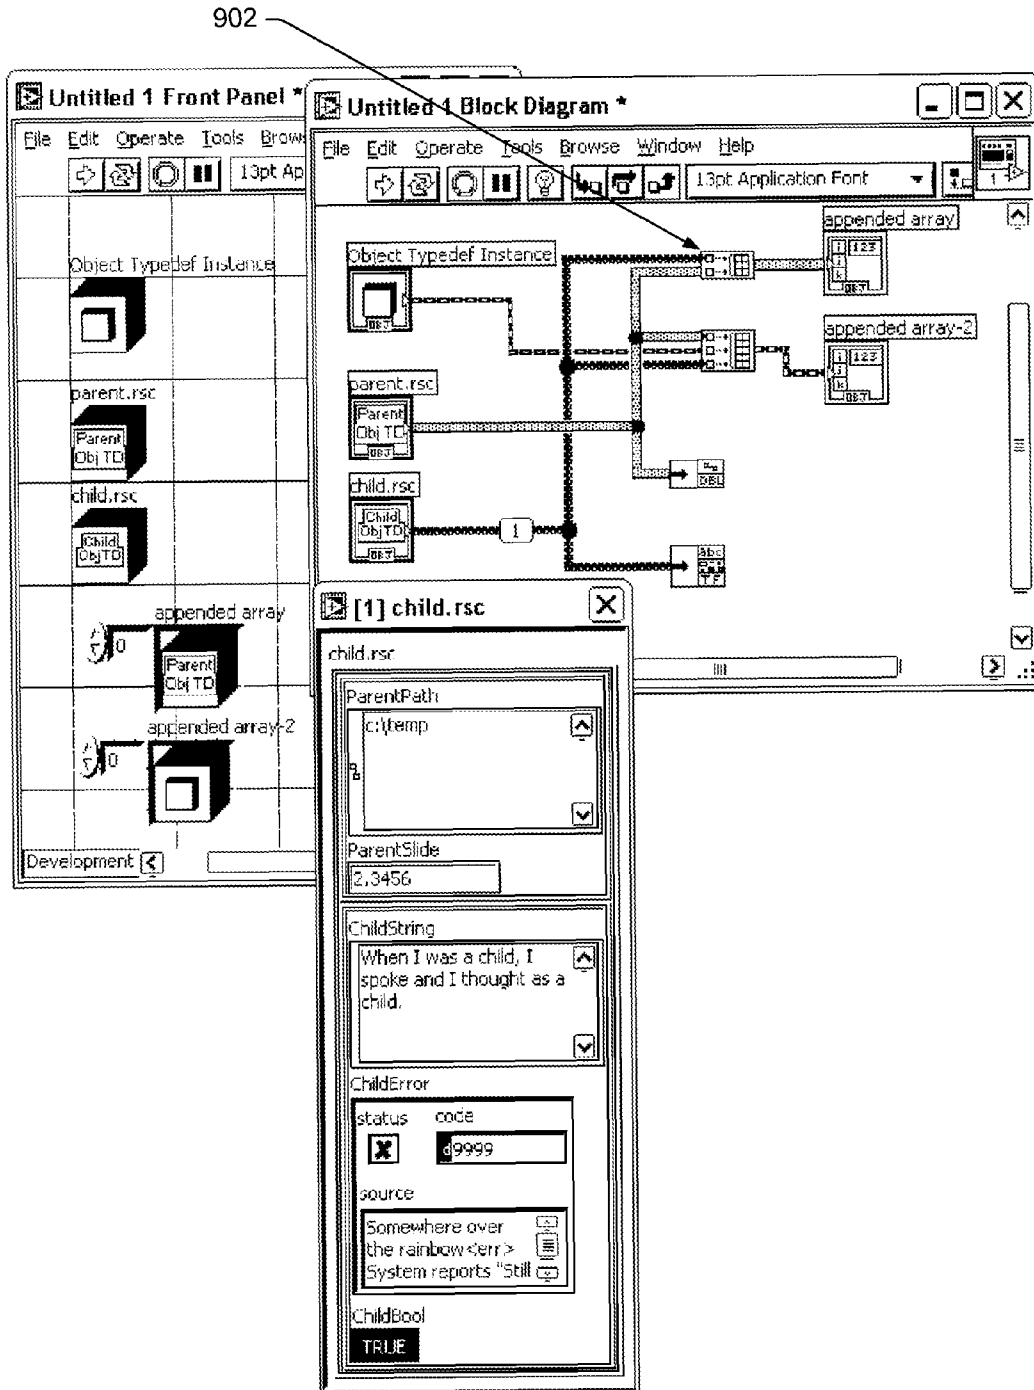 902
Untitled 1 Front Panel *
File Edit Operate Tools Brows
13pt Ap
Object Typedef Instance
parent.rsc
Parent
Obj TD
child.rsc
Child
ObjTD
appended array
0
Parent
Obj TD
appended array-2
0
Development
Untitled 1 Block Diagram *
File Edit Operate Tools Browse Window Help
13pt Application Font
1
appended array
Object Typedef Instance
OBJ
i 123
j
k
OBJ
appended array-2
i 123
j
k
OBJ
parent.rsc
Parent
Obj TD
OBJ
child.rsc
Child
ObjTD
OBJ
1
DBL
abc
TF
[1] child.rsc
child.rsc
ParentPath
c:\temp
ParentSlide
2.3456
ChildString
When I was a child, I
spoke and I thought as a
child.
ChildError
status code
d9999
source
Somewhere over
the rainbow<err>
System reports "Still
ChildBool
TRUE